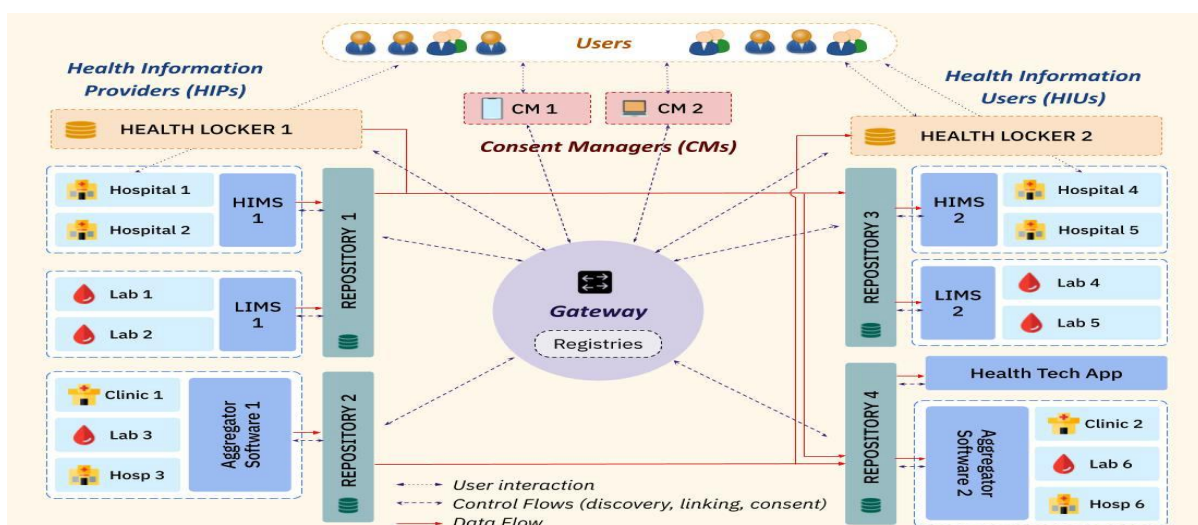 Users
Health Information
Providers (HIPs)
Health Information
Users (HIUs)
CM 1
CM 2
Consent Managers (CMs)
HEALTH LOCKER 1
HEALTH LOCKER 2
Hospital 1
Hospital 2
HIMS
1
Lab 1
Lab 2
LIMS
1
REPOSITORY 1
Clinic 1
Lab 3
Hosp 3
Aggregator
Software 1
REPOSITORY 2
Gateway
Registries
REPOSITORY 3
HIMS
2
Hospital 4
Hospital 5
LIMS
2
Lab 4
Lab 5
REPOSITORY 4
Health Tech App
Aggregator
Software 2
Clinic 2
Lab 6
Hosp 6
User interaction
Control Flows (discovery, linking, consent)
Data Flow